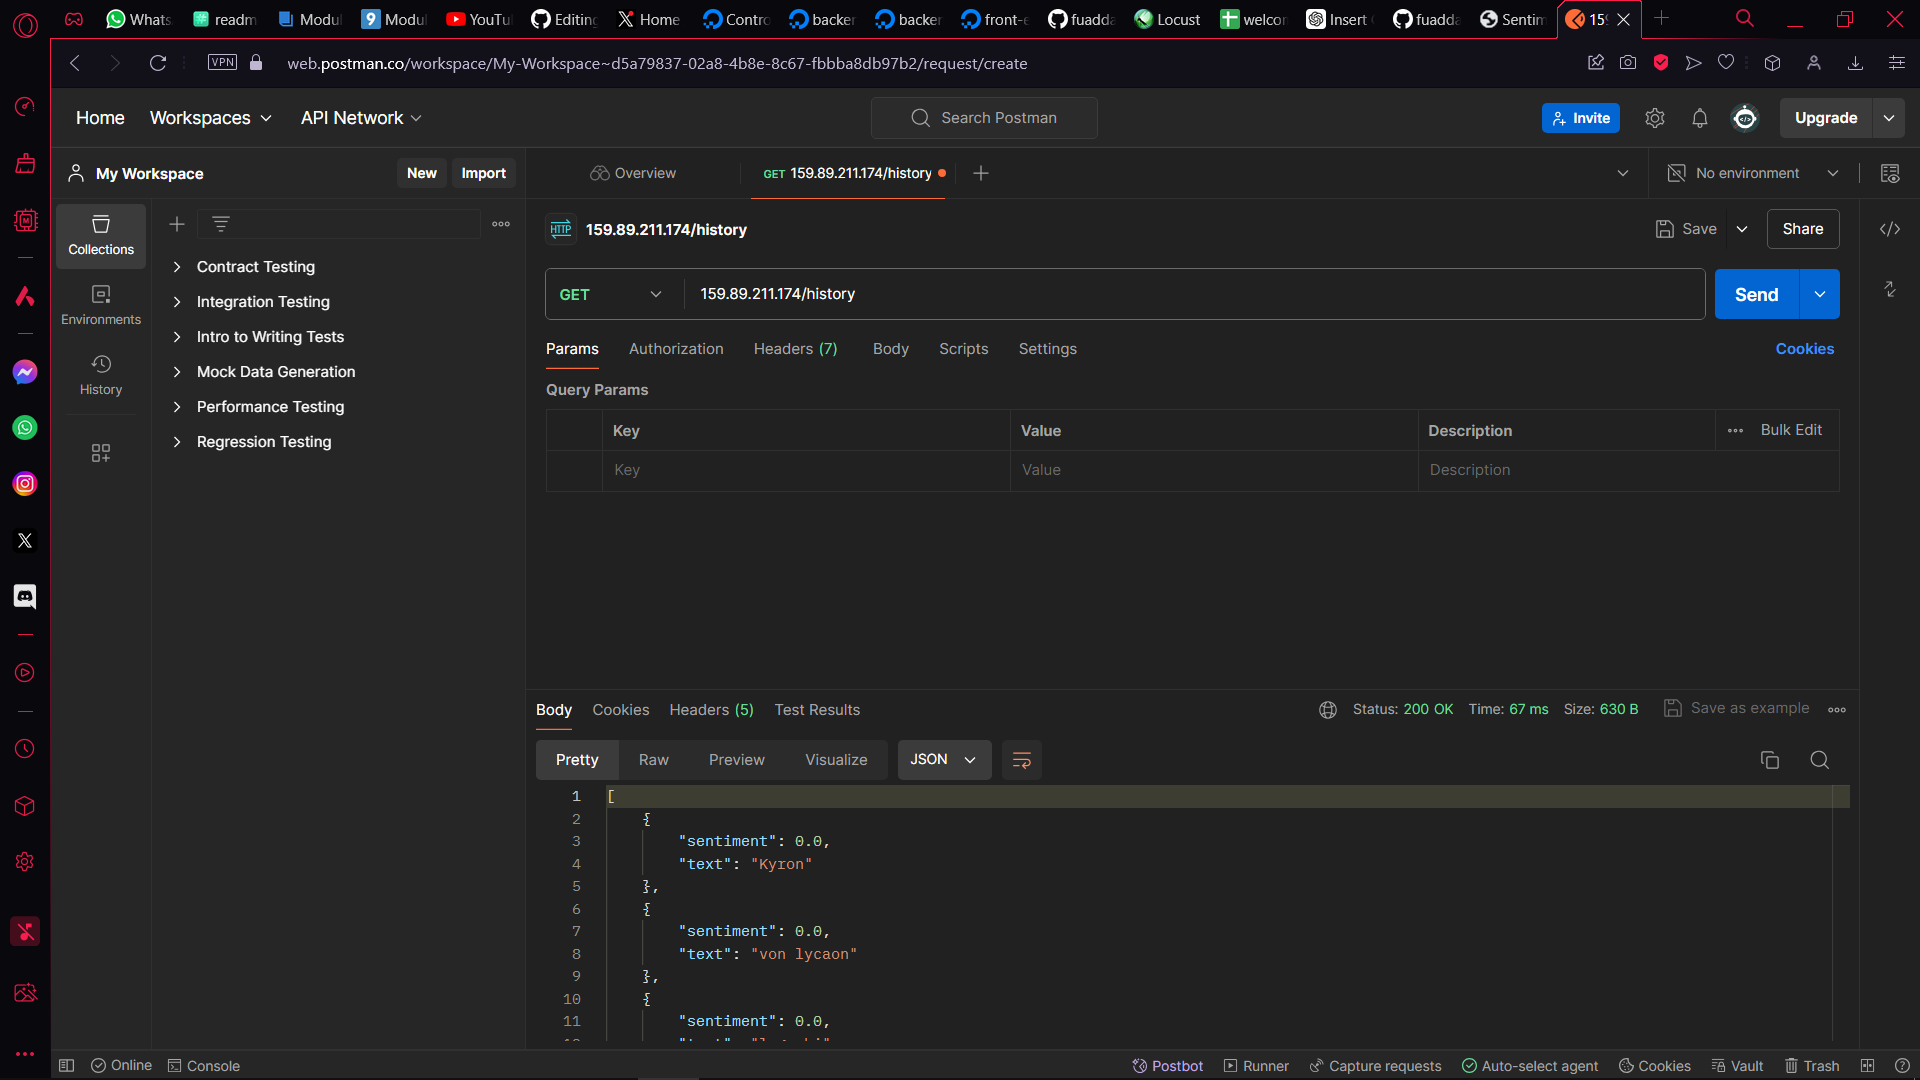 Whats
readm
Modul
9 Modul
YouTu
Editing
Home
Contro
backer
backer
front-e
fuadda
Locust
welcor
Insert
fuadda
Sentim
15
VPN
web.postman.co/workspace/My-Workspace~d5a79837-02a8-4b8e-8c67-fbbba8db97b2/request/create
Home Workspaces API Network
Search Postman
Invite
Upgrade
My Workspace New Import
Overview
GET 159.89.211.174/history
No environment
Collections
Environments
History
Contract Testing
Integration Testing
Intro to Writing Tests
Mock Data Generation
Performance Testing
Regression Testing
HTTP 159.89.211.174/history
Save Share
GET 159.89.211.174/history Send
Params Authorization Headers (7) Body Scripts Settings Cookies
Query Params
Key Value Description Bulk Edit
Key Value Description
Body Cookies Headers (5) Test Results
Status: 200 OK Time: 67 ms Size: 630 B Save as example
Pretty Raw Preview Visualize JSON
1 [
2 {
3 "sentiment": 0.0,
4 "text": "Kyron"
5 },
6 {
7 "sentiment": 0.0,
8 "text": "von lycaon"
9 },
10 {
11 "sentiment": 0.0,
Online Console
Postbot Runner Capture requests Auto-select agent Cookies Vault Trash